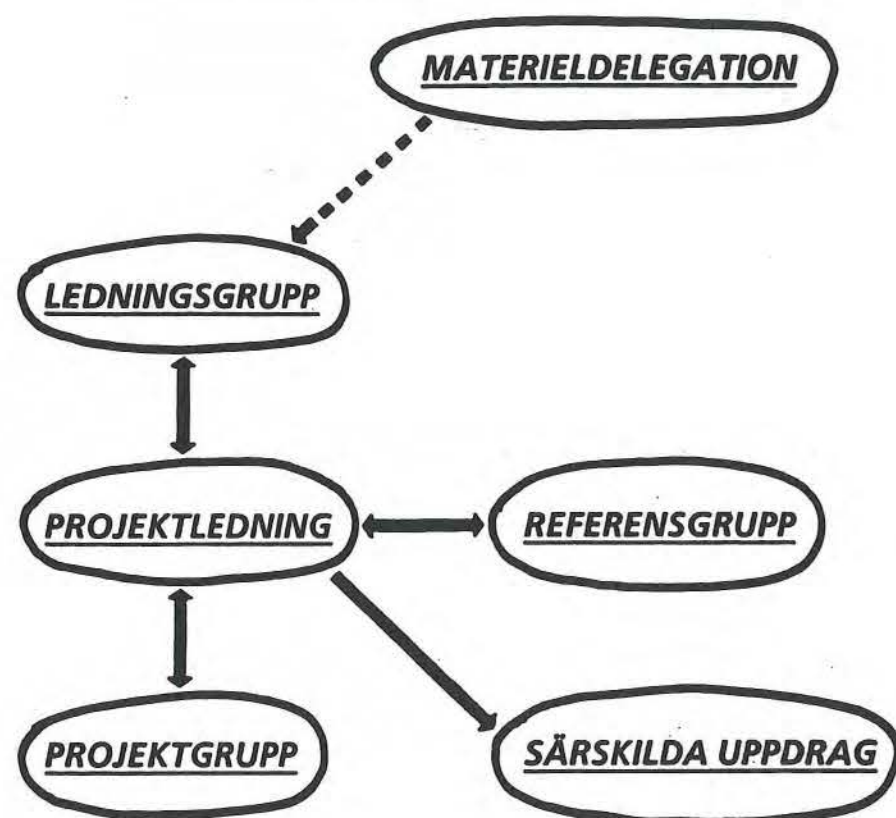 MATERIELDELEGATION
LEDNINGSGRUPP
PROJEKTLEDNING
REFERENSGRUPP
PROJEKTGRUPP
SÄRSKILDA UPPDRAG